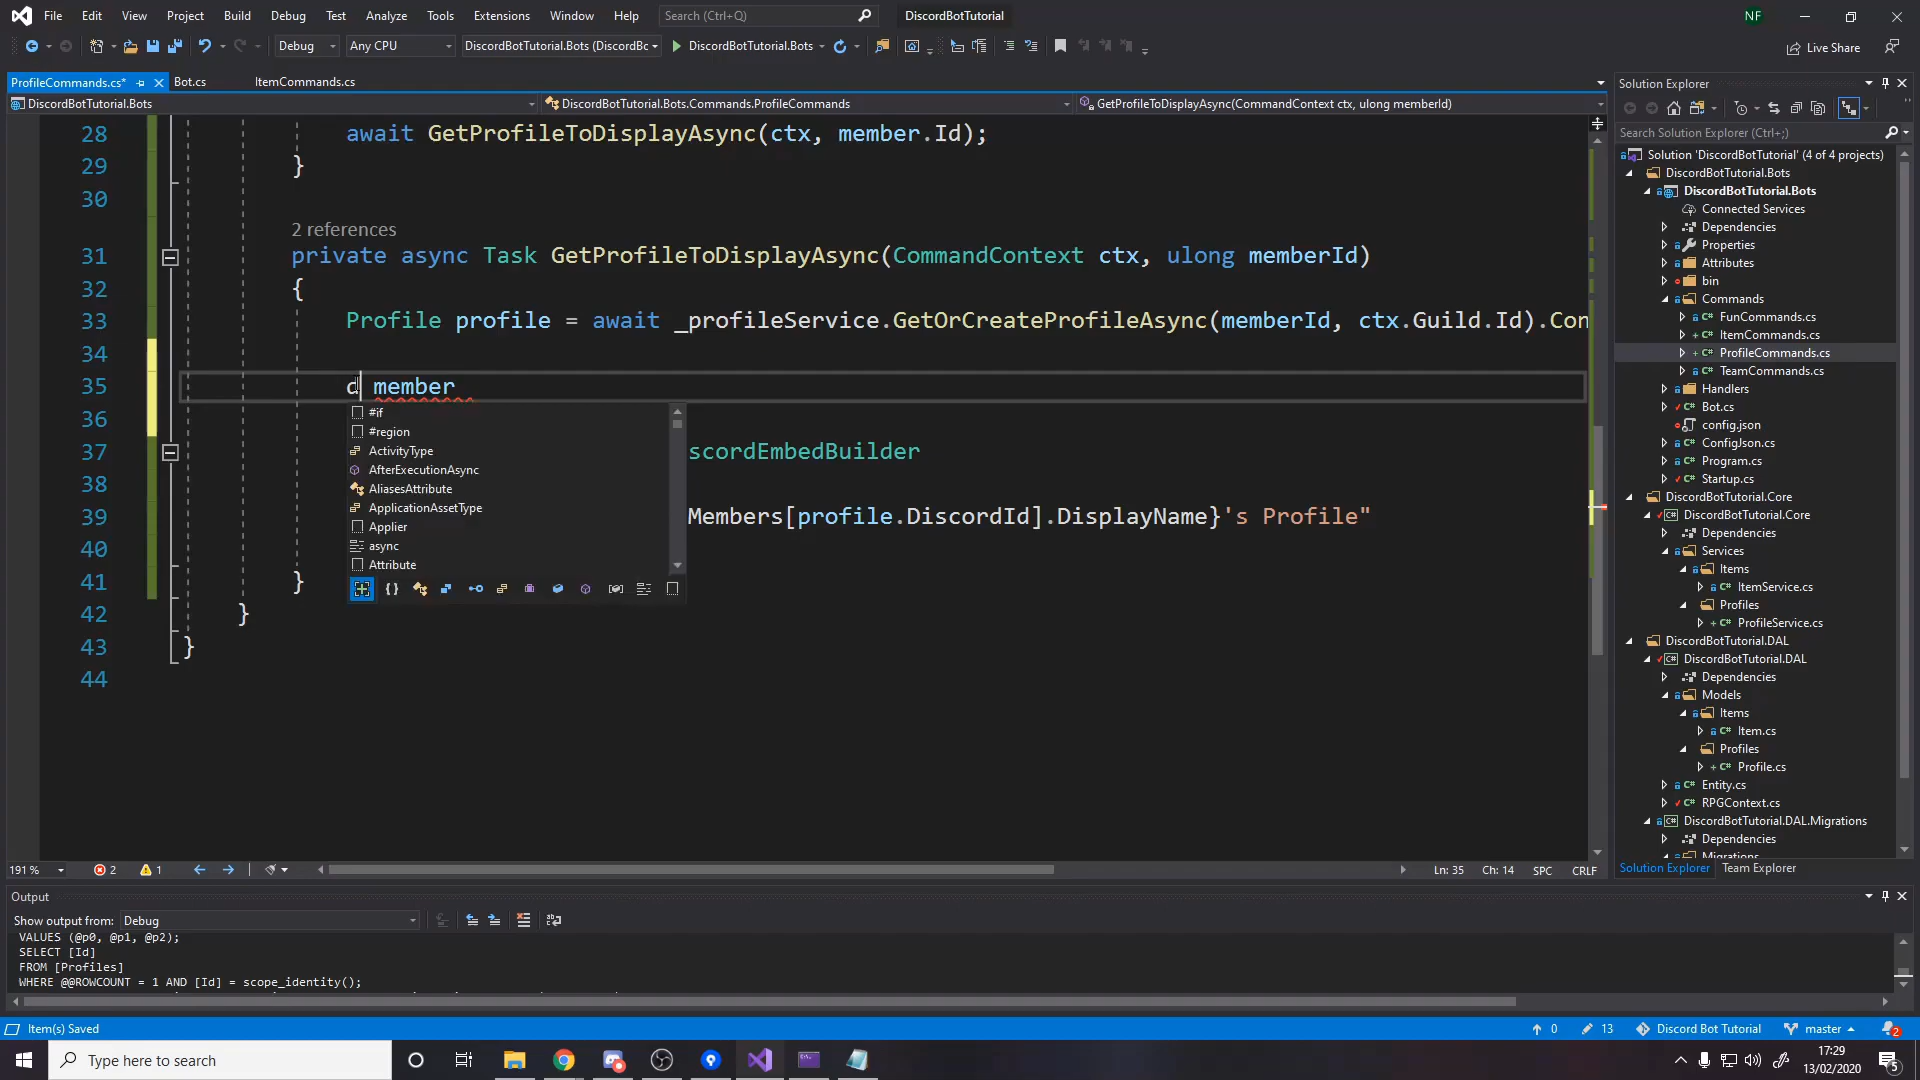 File Edit View Project Build Debug Test Analyze Tools Extensions Window Help Search (Ctrl+Q) DiscordBotTutorial NF
Debug Any CPU DiscordBotTutorial.Bots (DiscordBc DiscordBotTutorial.Bots Live Share
ProfileCommands.cs* Bot.cs ItemCommands.cs
DiscordBotTutorial.Bots DiscordBotTutorial.Bots.Commands.ProfileCommands GetProfileToDisplayAsync(CommandContext ctx, ulong memberId)
28 await GetProfileToDisplayAsync(ctx, member.Id);
29 }
30
2 references
31 private async Task GetProfileToDisplayAsync(CommandContext ctx, ulong memberId)
32 {
33 Profile profile = await _profileService.GetOrCreateProfileAsync(memberId, ctx.Guild.Id).Con
34
35 d member
36
37 scordEmbedBuilder
38
39 Members[profile.DiscordId].DisplayName}'s Profile"
40
41 }
42 }
43 }
44
#if
#region
ActivityType
AfterExecutionAsync
AliasesAttribute
ApplicationAssetType
Applier
async
Attribute
191 % 2 1 Ln: 35 Ch: 14 SPC CRLF
Solution Explorer
Search Solution Explorer (Ctrl+;)
Solution 'DiscordBotTutorial' (4 of 4 projects)
DiscordBotTutorial.Bots
DiscordBotTutorial.Bots
Connected Services
Dependencies
Properties
Attributes
bin
Commands
C# FunCommands.cs
C# ItemCommands.cs
C# ProfileCommands.cs
C# TeamCommands.cs
Handlers
C# Bot.cs
config.json
C# ConfigJson.cs
C# Program.cs
C# Startup.cs
DiscordBotTutorial.Core
C# DiscordBotTutorial.Core
Dependencies
Services
Items
C# ItemService.cs
Profiles
C# ProfileService.cs
DiscordBotTutorial.DAL
C# DiscordBotTutorial.DAL
Dependencies
Models
Items
C# Item.cs
Profiles
C# Profile.cs
C# Entity.cs
C# RPGContext.cs
C# DiscordBotTutorial.DAL.Migrations
Dependencies
Migrations
Solution Explorer Team Explorer
Output
Show output from: Debug
VALUES (@p0, @p1, @p2);
SELECT [Id]
FROM [Profiles]
WHERE @@ROWCOUNT = 1 AND [Id] = scope_identity();
Item(s) Saved 0 13 Discord Bot Tutorial master 2
Type here to search
17:29
13/02/2020
5